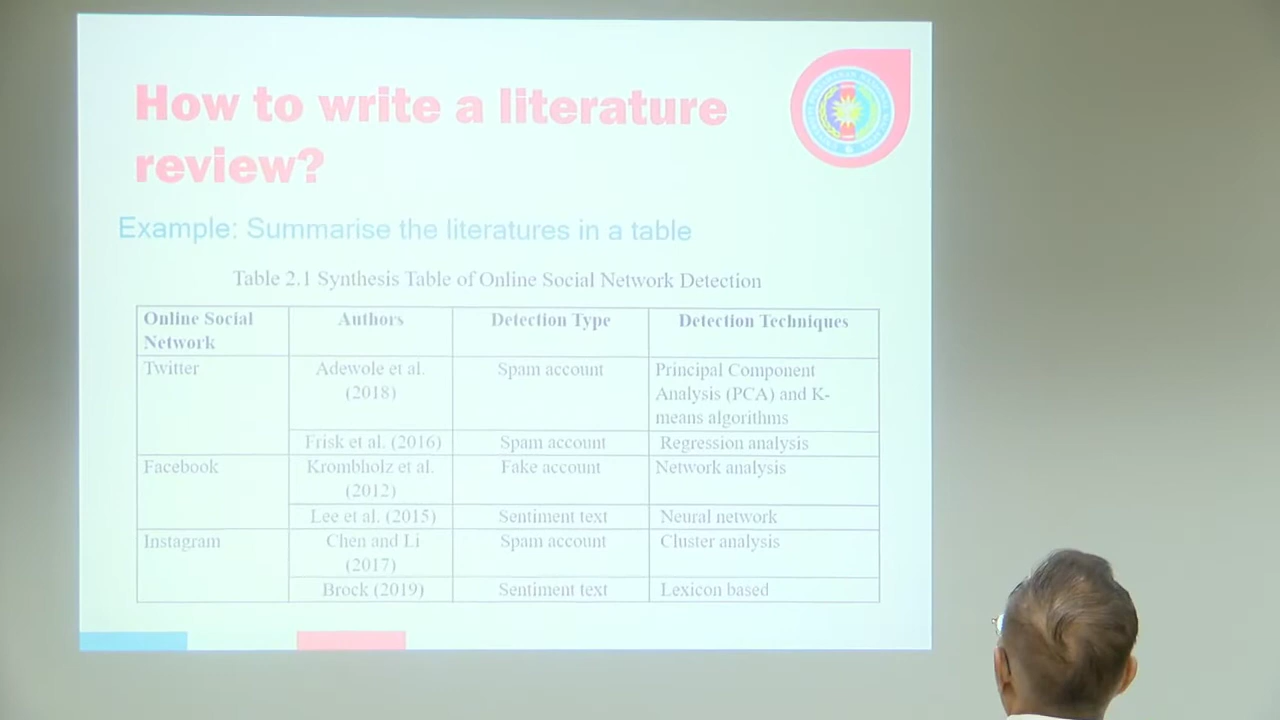 How to write a literature
review?
Example: Summarise the literatures in a table
Table 2.1 Synthesis Table of Online Social Network Detection
Online Social Network | Authors | Detection Type | Detection Techniques
Twitter | Adewole et al. (2018) | Spam account | Principal Component Analysis (PCA) and K-means algorithms
Frisk et al. (2016) | Spam account | Regression analysis
Facebook | Krombholz et al. (2012) | Fake account | Network analysis
Lee et al. (2015) | Sentiment text | Neural network
Instagram | Chen and Li (2017) | Spam account | Cluster analysis
Brock (2019) | Sentiment text | Lexicon based